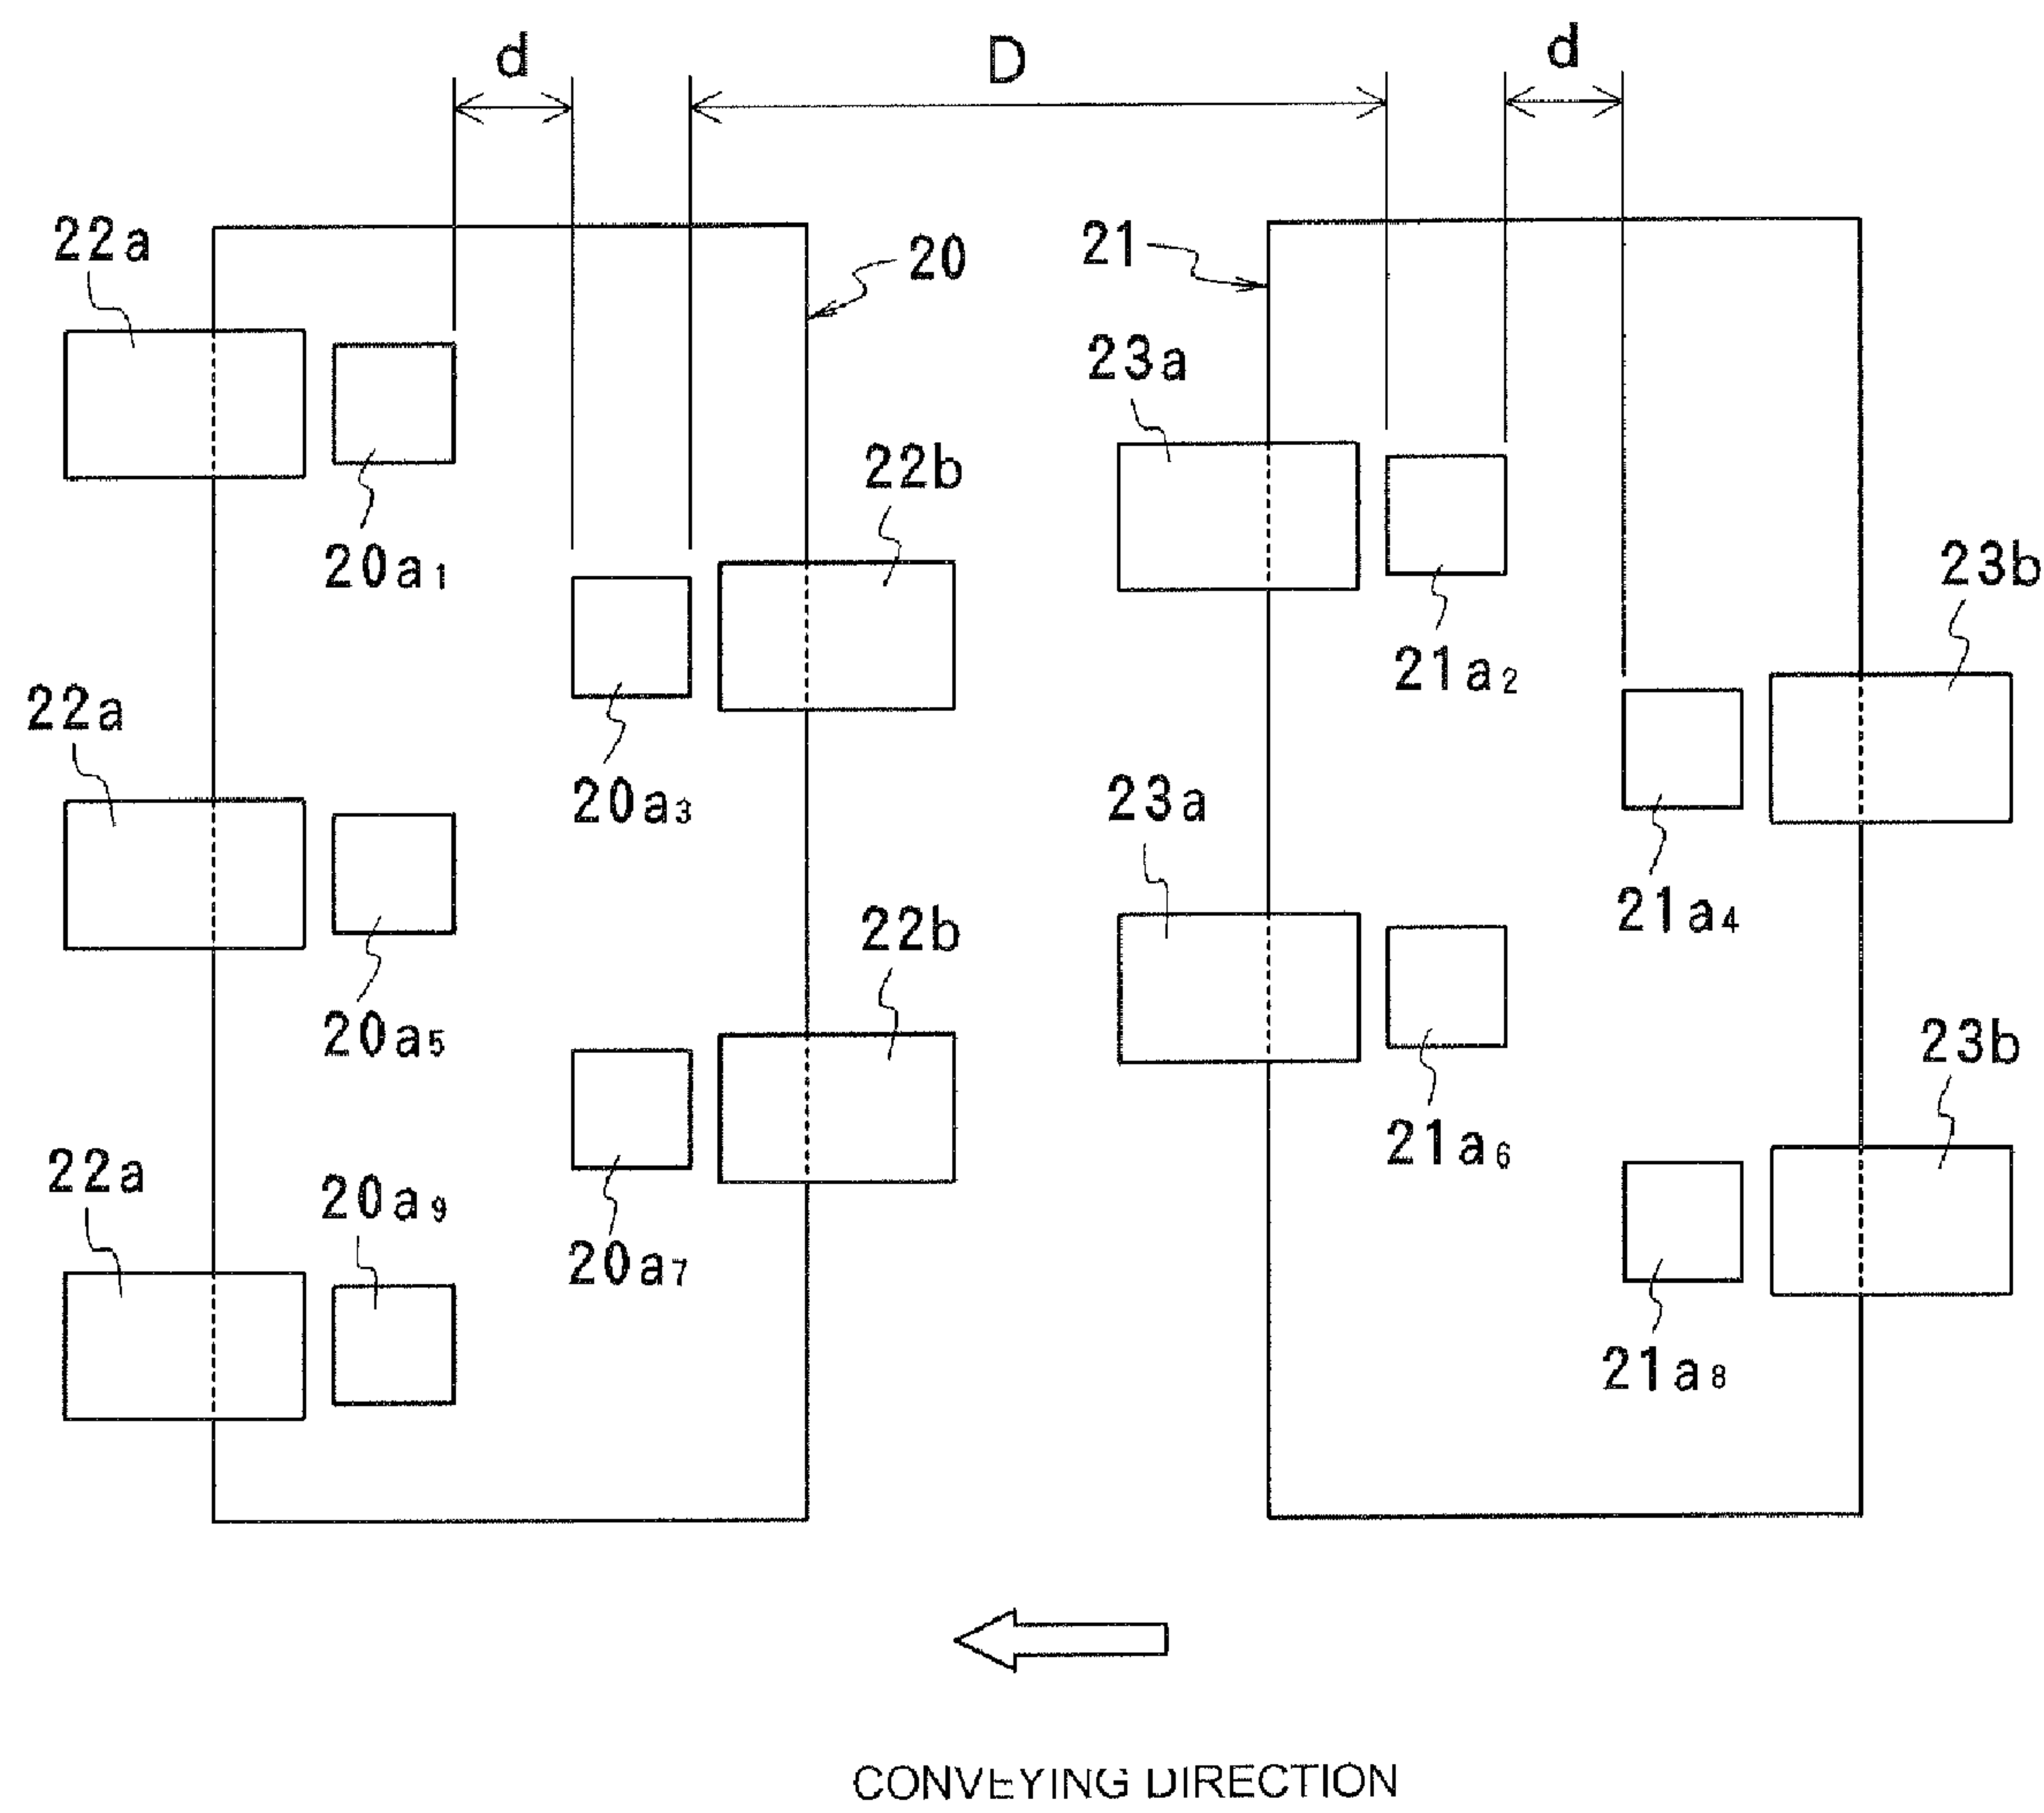 d
D
d
22a
20
21
23a
22b
20a1
23b
21a2
22a
20a3
23a
21a4
22b
20a5
23b
21a6
22a
20a9
20a7
21a8
CONVEYING DIRECTION